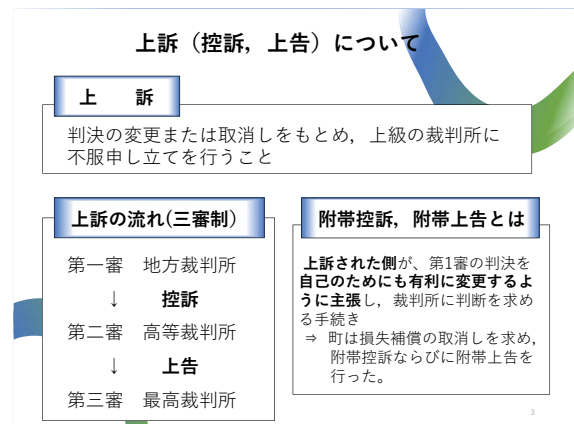 上訴（控訴，上告）について
上　訴
判決の変更または取消しをもとめ，上級の裁判所に
不服申し立てを行うこと
上訴の流れ(三審制)
第一審　地方裁判所
↓　控訴
第二審　高等裁判所
↓　上告
第三審　最高裁判所
附帯控訴，附帯上告とは
上訴された側が、第1審の判決を
自己のためにも有利に変更するよ
うに主張し，裁判所に判断を求め
る手続き
⇒ 町は損失補償の取消しを求め，
附帯控訴ならびに附帯上告を
行った。
3